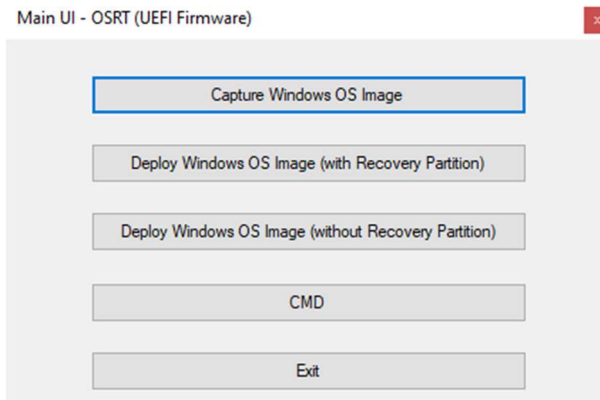 Main UI - OSRT (UEFI Firmware)
x
Capture Windows OS Image
Deploy Windows OS Image (with Recovery Partition)
Deploy Windows OS Image (without Recovery Partition)
CMD
Exit